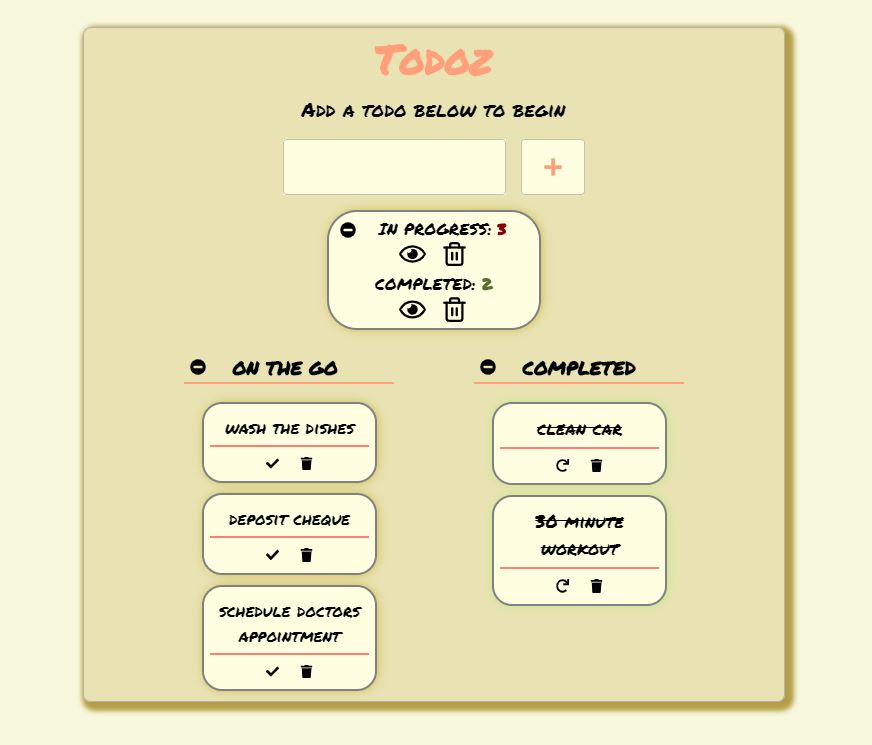 Todoz
Add a todo below to begin
In progress: 3
Completed: 2
On the go
Wash the dishes
Deposit cheque
Schedule doctors
appointment
Completed
Clean car
30 minute
workout